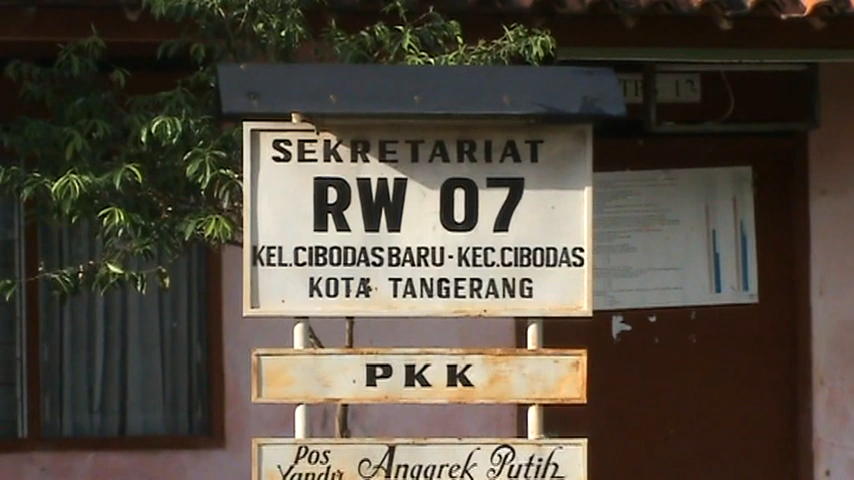 SEKRETARIAT
RW 07
KEL.CIBODAS BARU - KEC.CIBODAS
KOTA TANGERANG
PKK
Pos Yandu Anggrek Putih